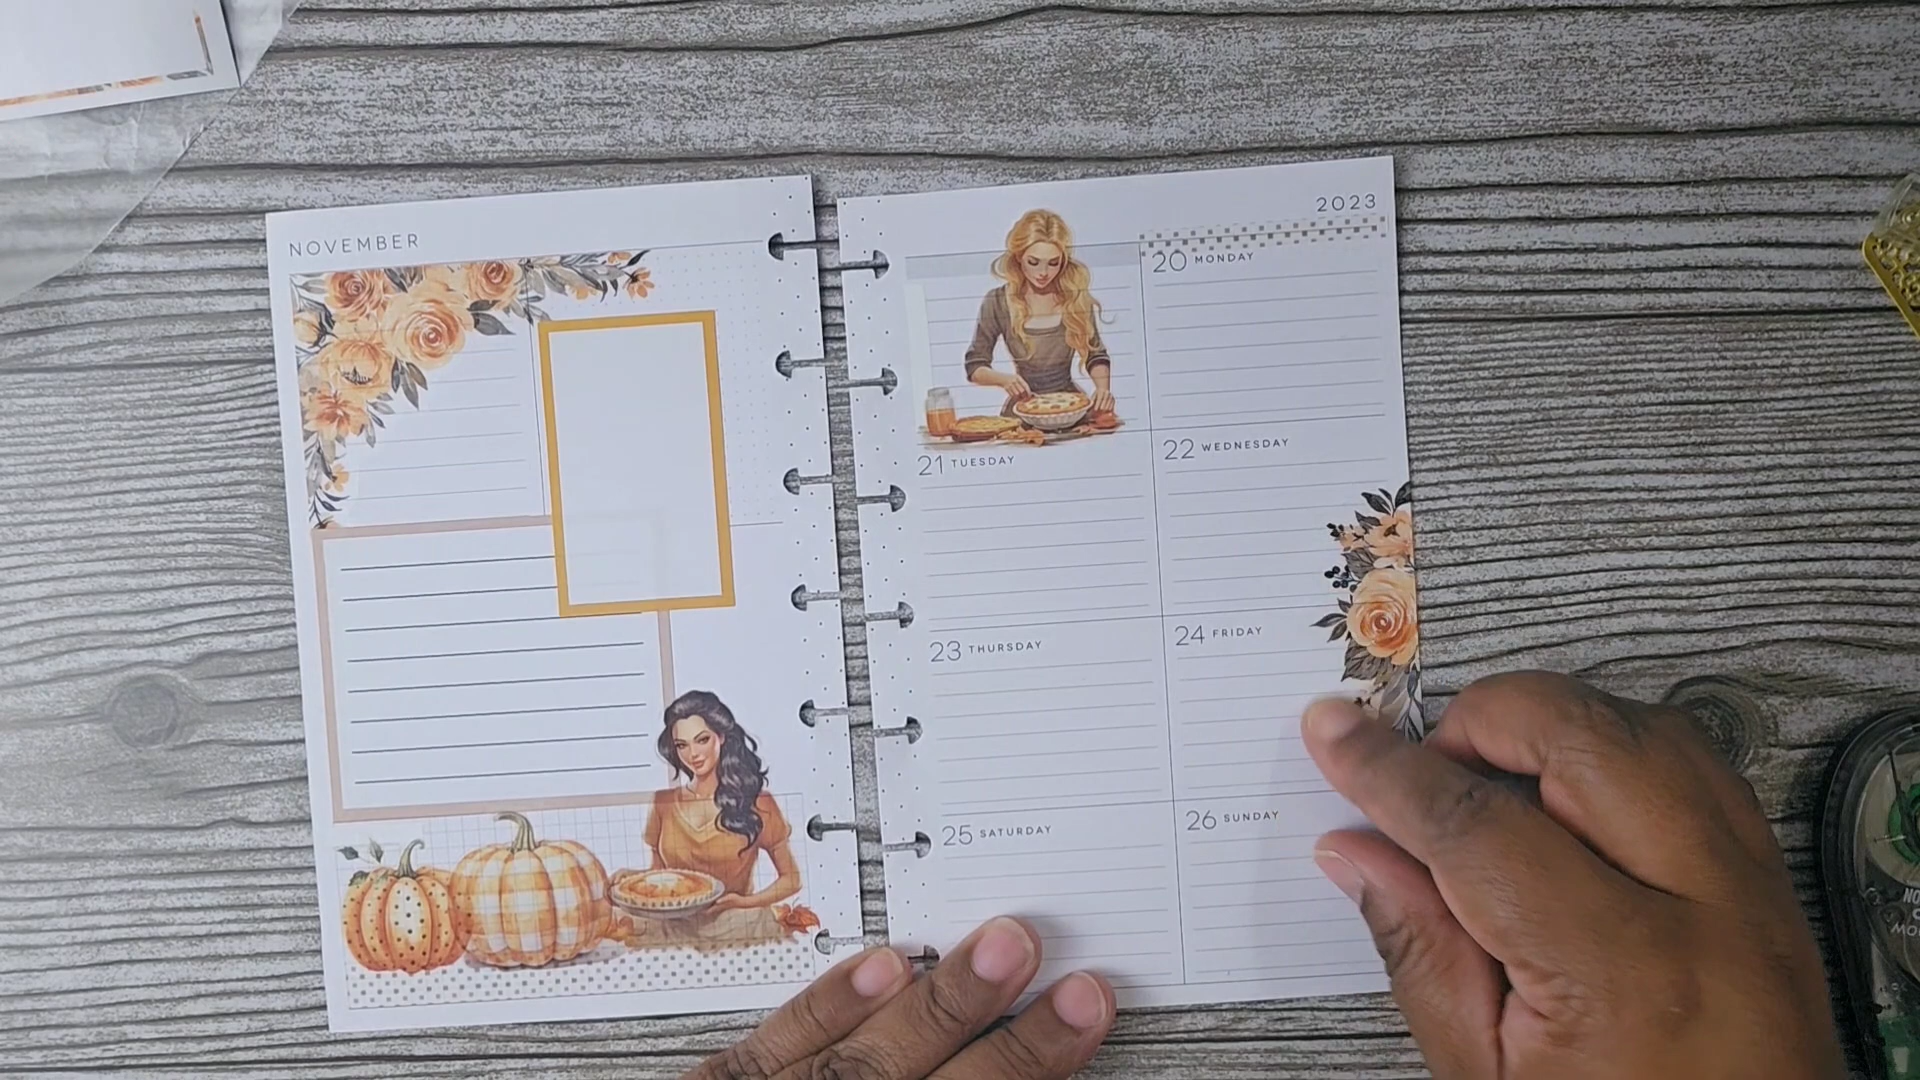 NOVEMBER
2023
20 MONDAY
21 TUESDAY
22 WEDNESDAY
23 THURSDAY
24 FRIDAY
25 SATURDAY
26 SUNDAY